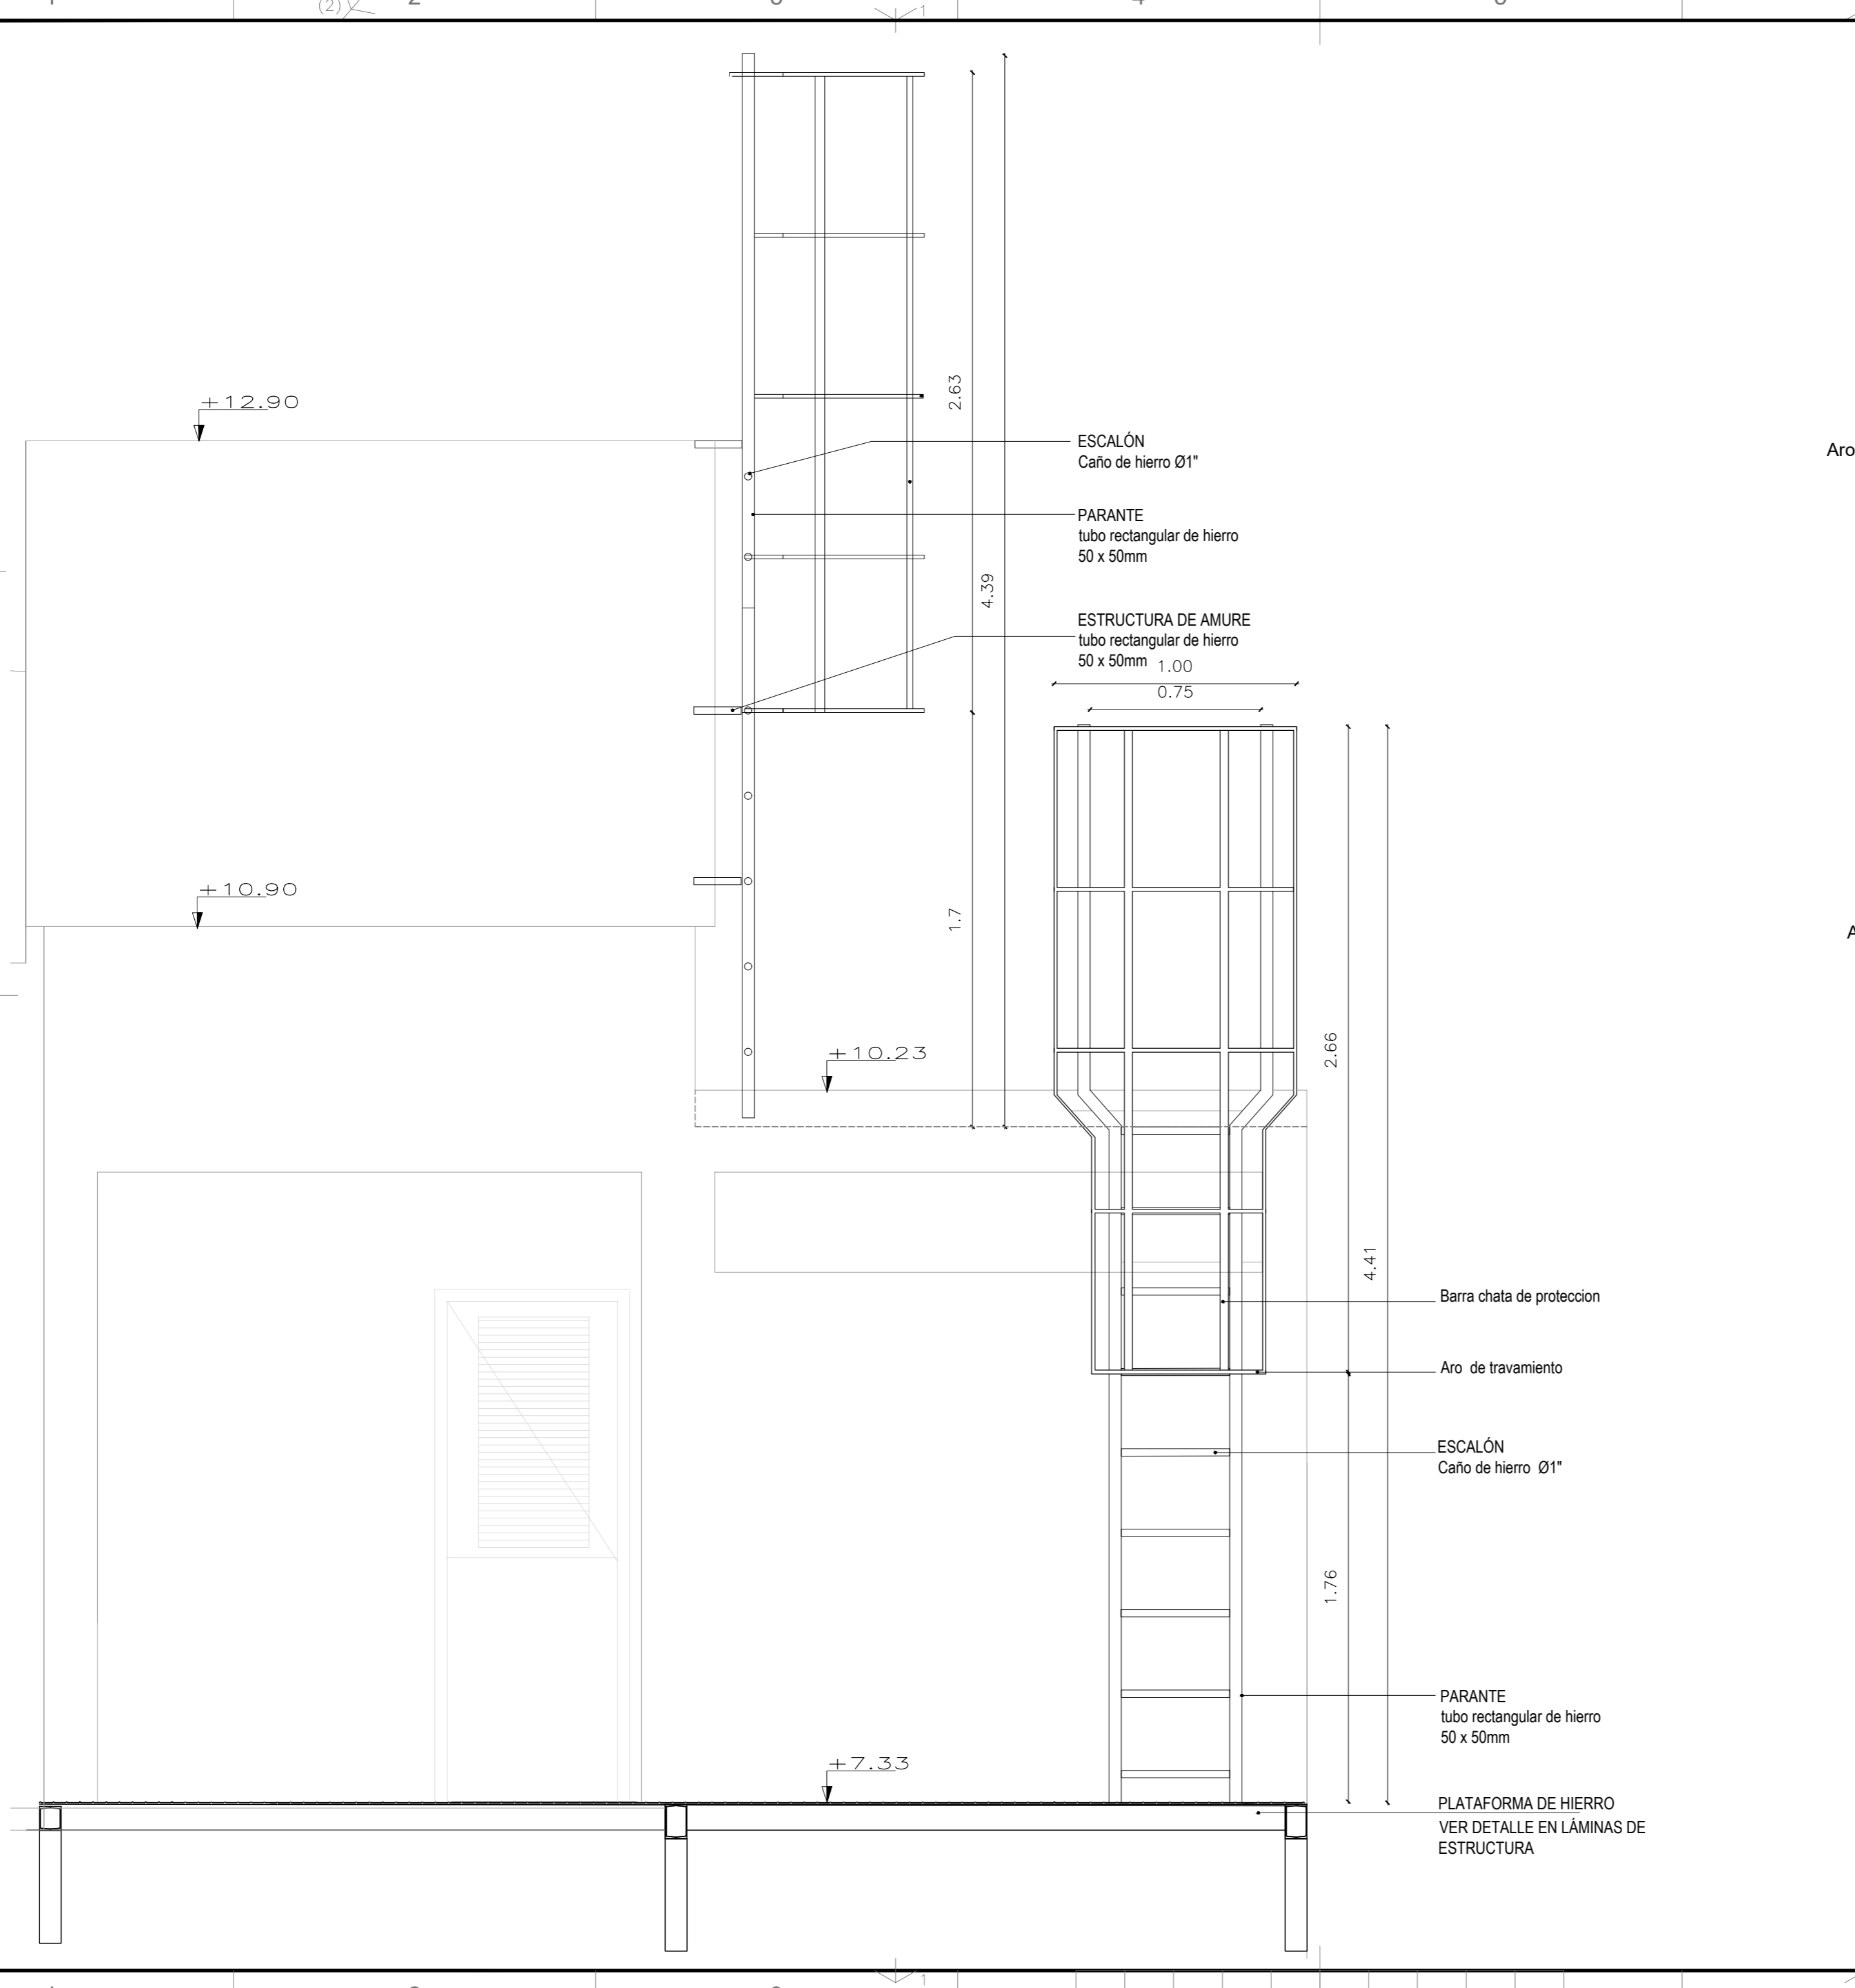 (2)
1
+12.90
2.63
ESCALÓN
Caño de hierro Ø1"
Aro
PARANTE
tubo rectangular de hierro
50 x 50mm
4.39
ESTRUCTURA DE AMURE
tubo rectangular de hierro
50 x 50mm
1.00
0.75
+10.90
1.7
A
+10.23
2.66
4.41
Barra chata de proteccion
Aro de travamiento
ESCALÓN
Caño de hierro Ø1"
1.76
PARANTE
tubo rectangular de hierro
50 x 50mm
+7.33
PLATAFORMA DE HIERRO
VER DETALLE EN LÁMINAS DE
ESTRUCTURA
1